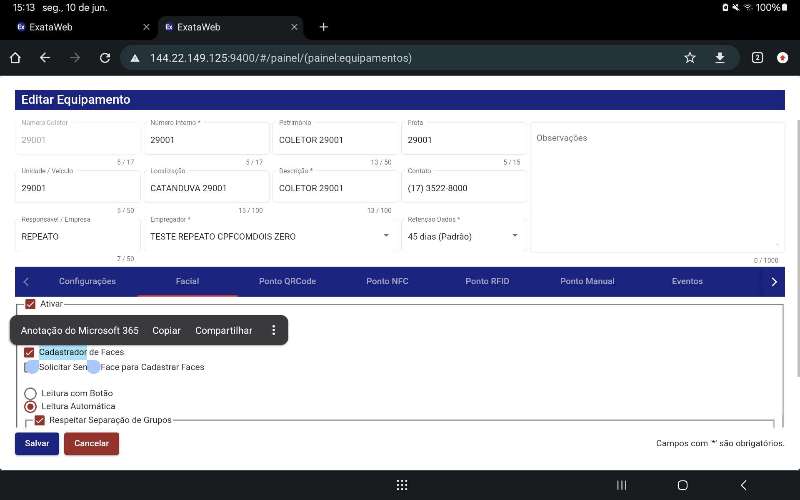 15:13 seg., 10 de jun. 100%
ExataWeb
ExataWeb
144.22.149.125:9400/#/painel/(painel:equipamentos)
2
Editar Equipamento
Número Coletor
29001
5 / 17
Número Interno *
29001
5 / 17
Patrimônio
COLETOR 29001
13 / 50
Frota
29001
5 / 15
Observações
0 / 1000
Unidade / Veículo
29001
5 / 50
Localização
CATANDUVA 29001
15 / 100
Descrição *
COLETOR 29001
13 / 100
Contato
(17) 3522-8000
Responsável / Empresa
REPEATO
7 / 50
Empregador *
TESTE REPEATO CPFCOMDOIS ZERO
Retenção Dados *
45 dias (Padrão)
Configurações Facial Ponto QRCode Ponto NFC Ponto RFID Ponto Manual Eventos
Ativar
Anotação do Microsoft 365 Copiar Compartilhar
Cadastrador de Faces
Solicitar Sen Face para Cadastrar Faces
Leitura com Botão
Leitura Automática
Respeitar Separação de Grupos
Salvar Cancelar
Campos com '*' são obrigatórios.